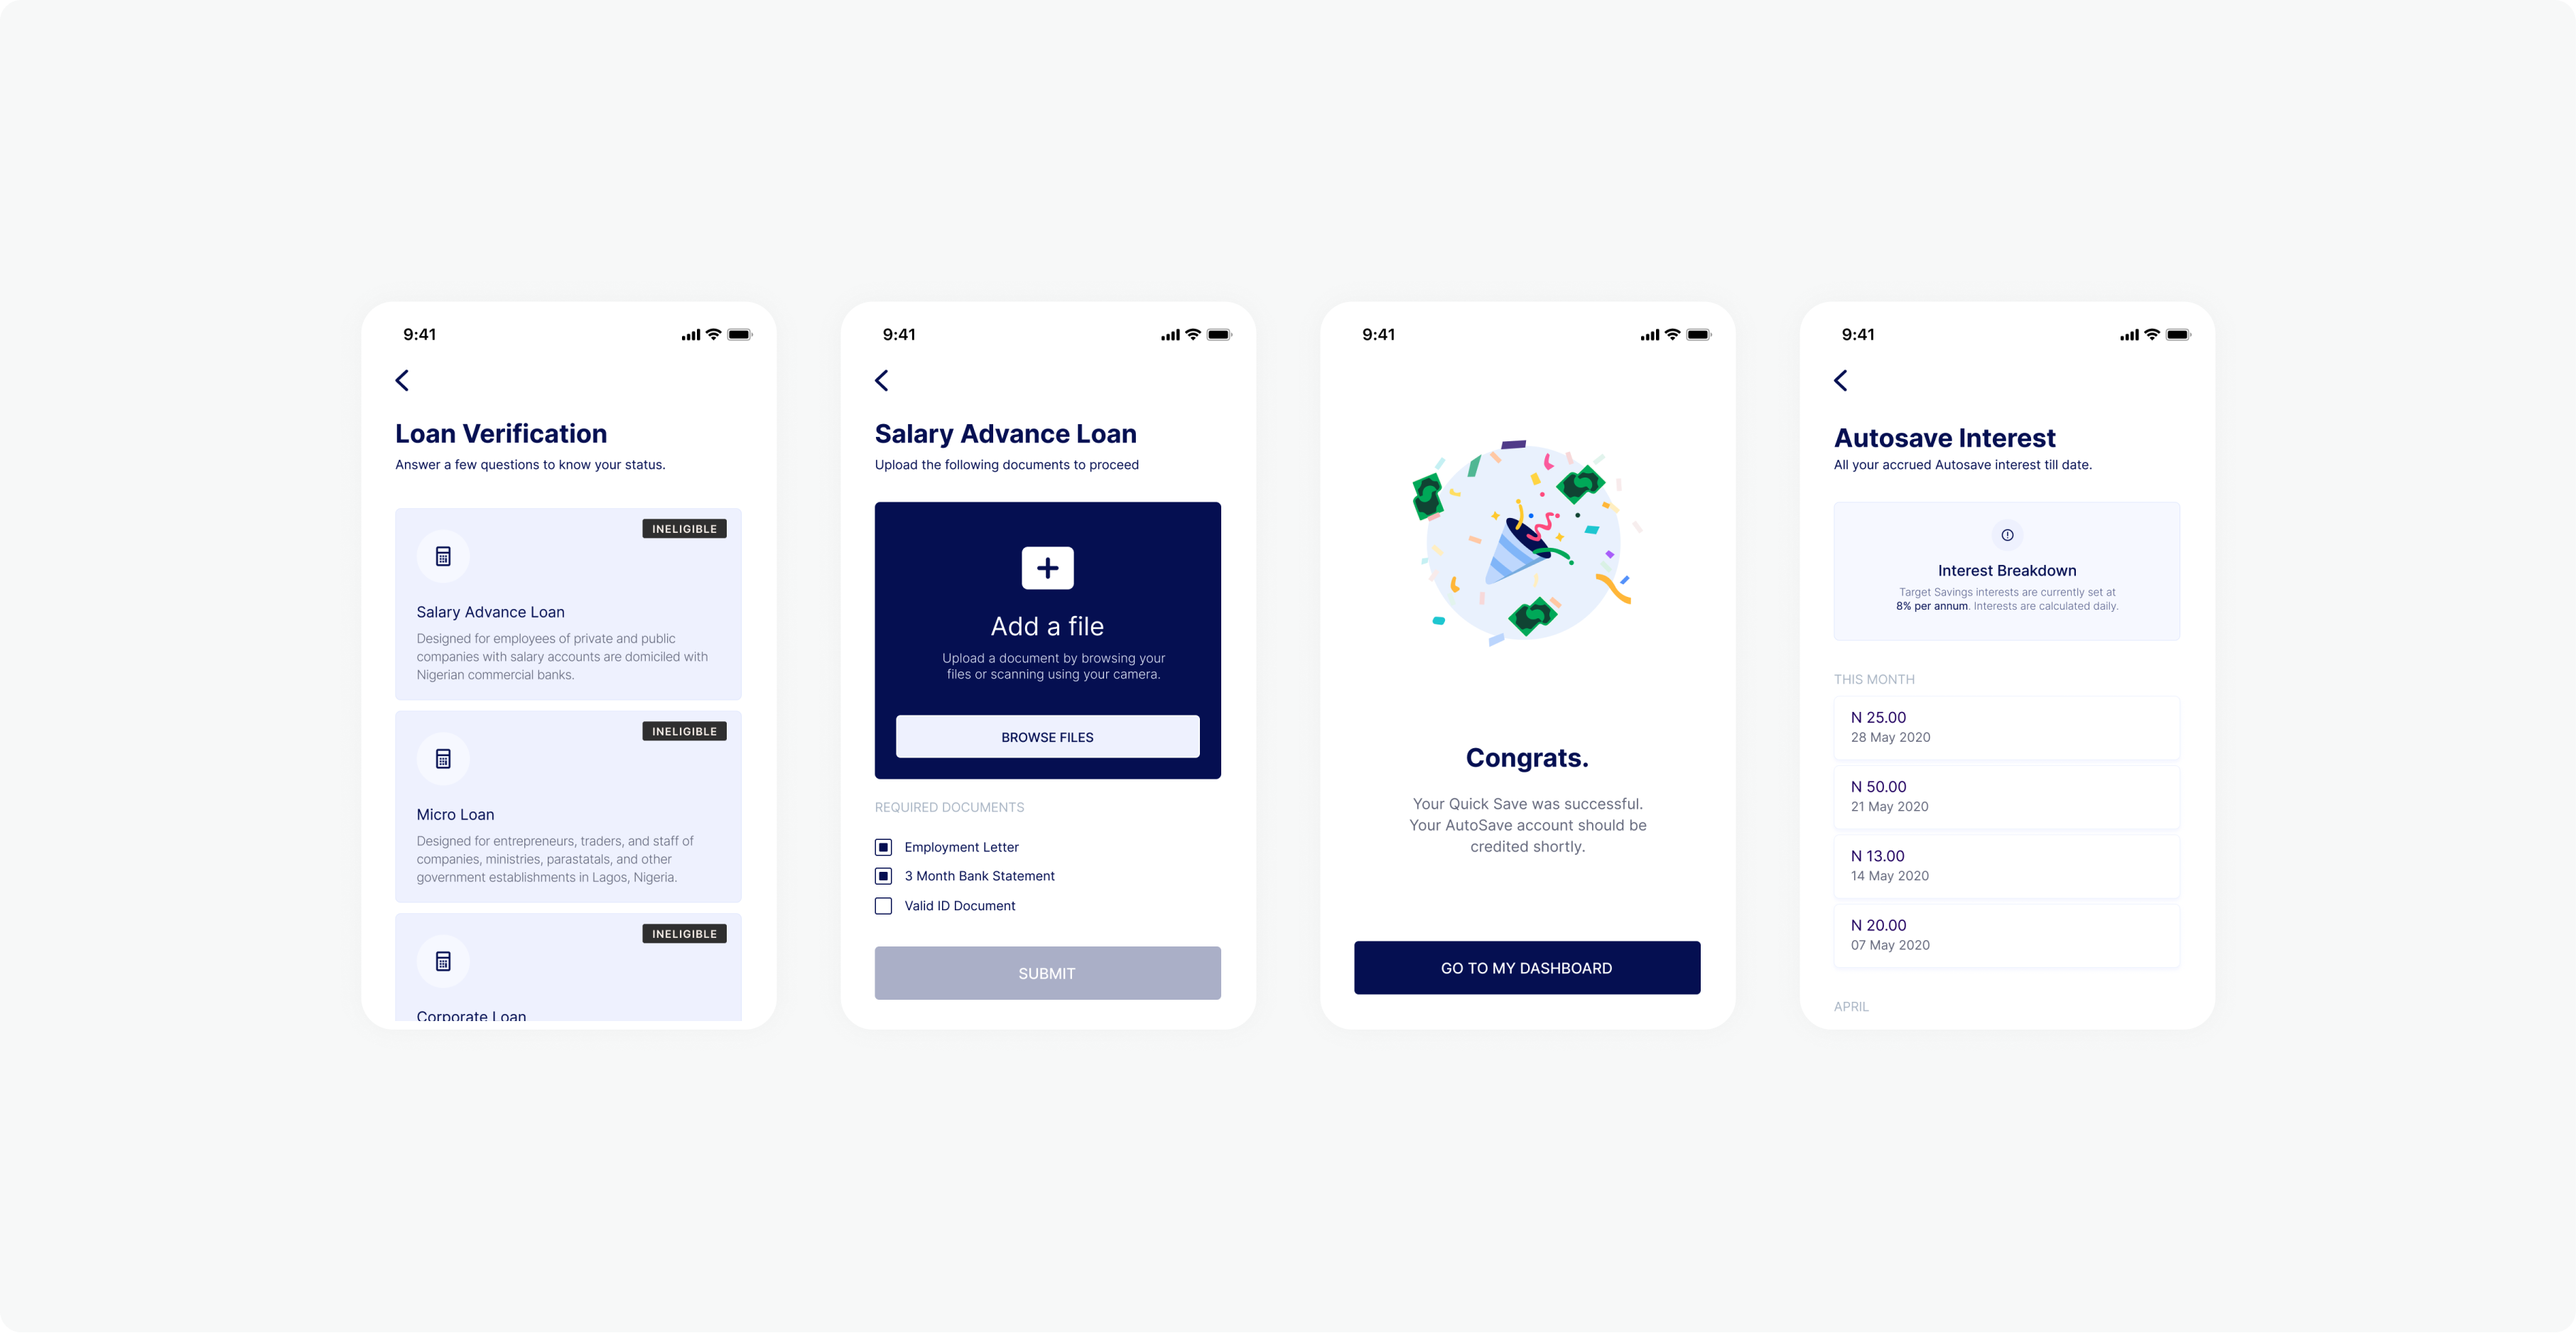 9:41
Loan Verification
Answer a few questions to know your status.
INELIGIBLE
Salary Advance Loan
Designed for employees of private and public
companies with salary accounts are domiciled with
Nigerian commercial banks.
INELIGIBLE
Micro Loan
Designed for entrepreneurs, traders, and staff of
companies, ministries, parastatals, and other
government establishments in Lagos, Nigeria.
INELIGIBLE
Corporate Loan
9:41
Salary Advance Loan
Upload the following documents to proceed
Add a file
Upload a document by browsing your
files or scanning using your camera.
BROWSE FILES
REQUIRED DOCUMENTS
Employment Letter
3 Month Bank Statement
Valid ID Document
SUBMIT
9:41
Congrats.
Your Quick Save was successful.
Your AutoSave account should be
credited shortly.
GO TO MY DASHBOARD
9:41
Autosave Interest
All your accrued Autosave interest till date.
Interest Breakdown
Target Savings interests are currently set at
8% per annum. Interests are calculated daily.
THIS MONTH
N 25.00
28 May 2020
N 50.00
21 May 2020
N 13.00
14 May 2020
N 20.00
07 May 2020
APRIL